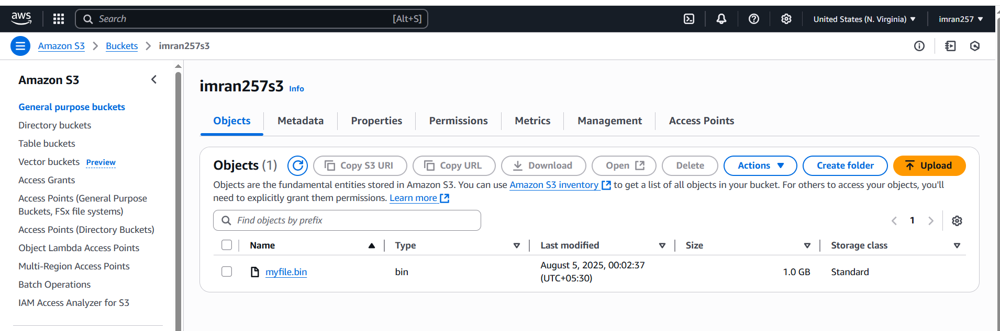 aws
Search [Alt+S]
United States (N. Virginia)
imran257
Amazon S3
Buckets
imran257s3
Amazon S3
General purpose buckets
Directory buckets
Table buckets
Vector buckets Preview
Access Grants
Access Points (General Purpose
Buckets, FSx file systems)
Access Points (Directory Buckets)
Object Lambda Access Points
Multi-Region Access Points
Batch Operations
IAM Access Analyzer for S3
imran257s3 Info
Objects Metadata Properties Permissions Metrics Management Access Points
Objects (1) Copy S3 URI Copy URL Download Open Delete Actions Create folder Upload
Objects are the fundamental entities stored in Amazon S3. You can use Amazon S3 inventory to get a list of all objects in your bucket. For others to access your objects, you'll
need to explicitly grant them permissions. Learn more
Find objects by prefix
1
Name Type Last modified Size Storage class
myfile.bin bin August 5, 2025, 00:02:37
(UTC+05:30) 1.0 GB Standard